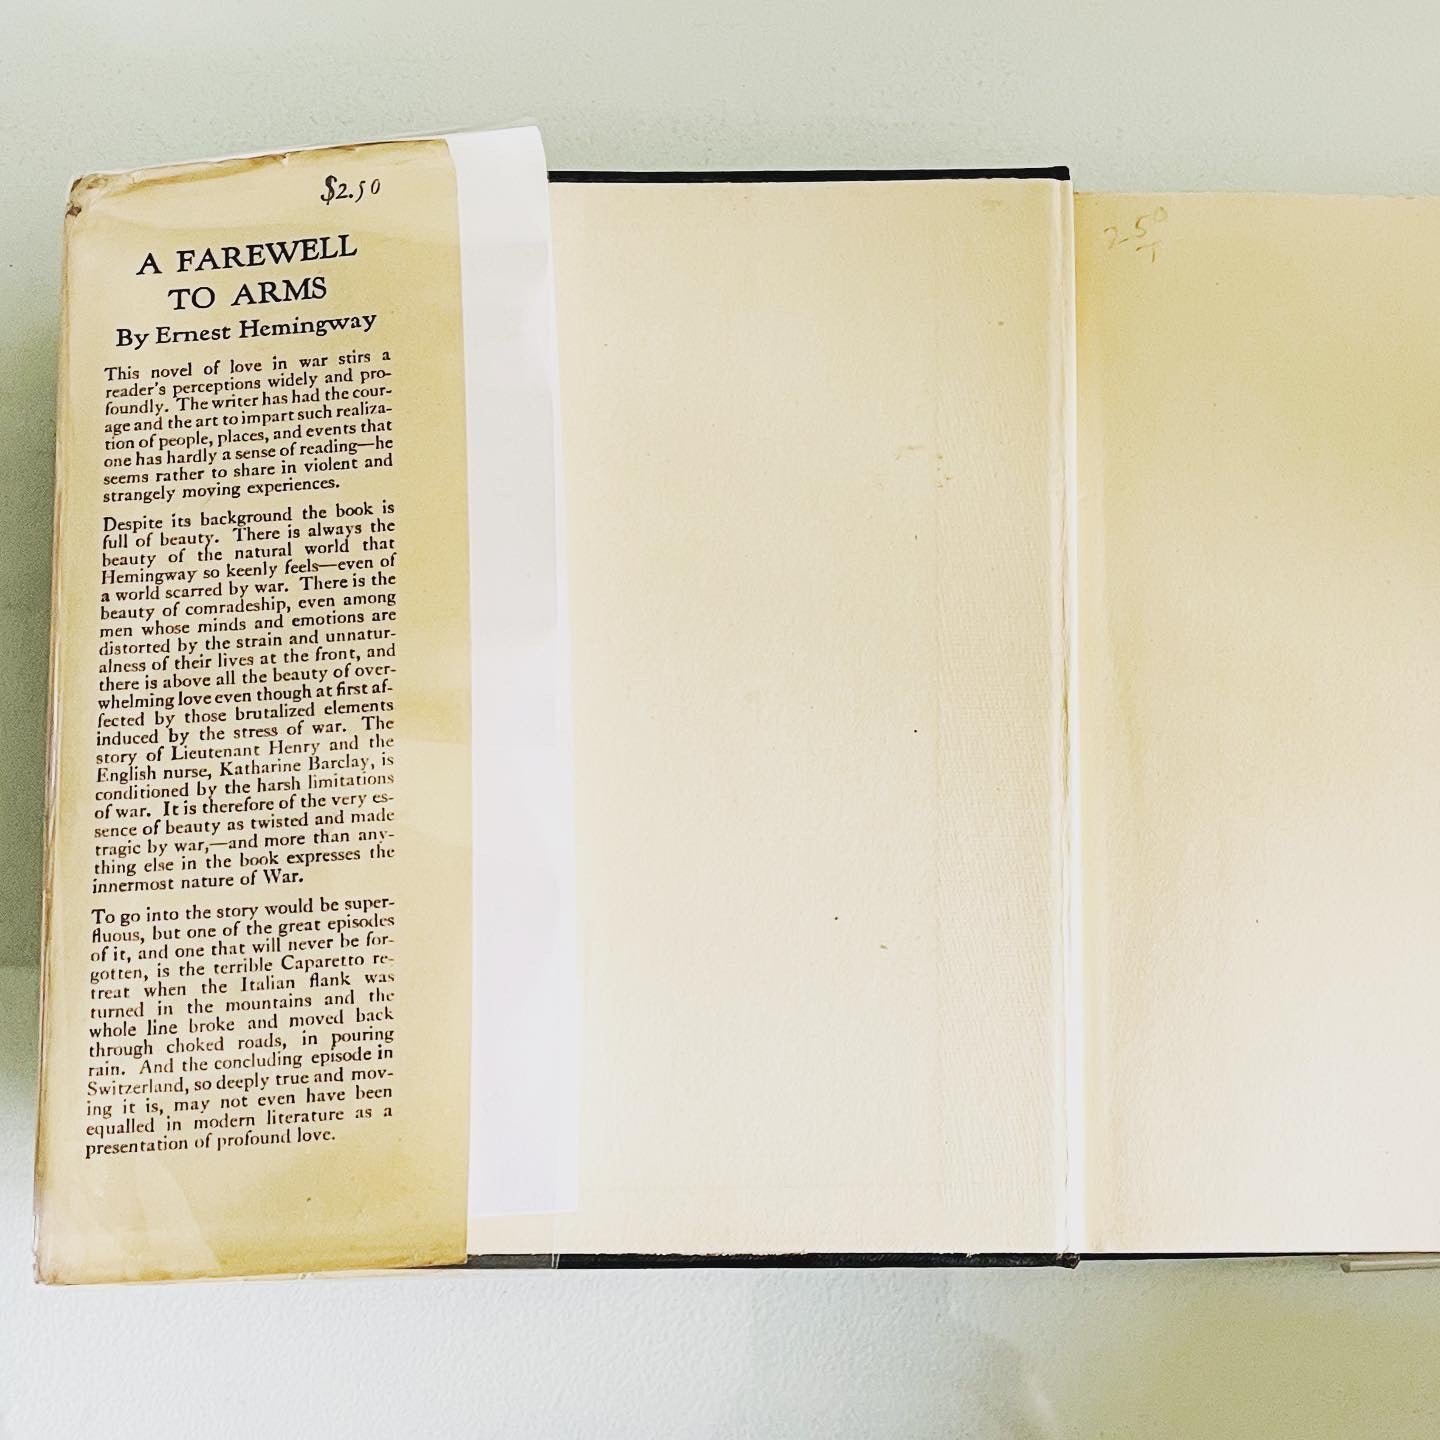 $2.50
A FAREWELL
TO ARMS
By Ernest Hemingway
This novel of love in war stirs a
reader's perceptions widely and pro-
foundly. The writer has had the cour-
age and the art to impart such realiza-
tion of people, places, and events that
one has hardly a sense of reading—he
seems rather to share in violent and
strangely moving experiences.
Despite its background the book is
full of beauty. There is always the
beauty of the natural world that
Hemingway so keenly feels—even of
a world scarred by war. There is the
beauty of comradeship, even among
men whose minds and emotions are
distorted by the strain and unnatur-
alness of their lives at the front, and
there is above all the beauty of over-
whelming love even though at first af-
fected by those brutalized elements
induced by the stress of war. The
story of Lieutenant Henry and the
English nurse, Katharine Barclay, is
conditioned by the harsh limitations
of war. It is therefore of the very es-
sence of beauty as twisted and made
tragic by war,—and more than any-
thing else in the book expresses the
innermost nature of War.
To go into the story would be super-
fluous, but one of the great episodes
of it, and one that will never be for-
gotten, is the terrible Caparetto re-
treat when the Italian flank was
turned in the mountains and the
whole line broke and moved back
through choked roads, in pouring
rain. And the concluding episode in
Switzerland, so deeply true and mov-
ing it is, may not even have been
equalled in modern literature as a
presentation of profound love.
25⁰